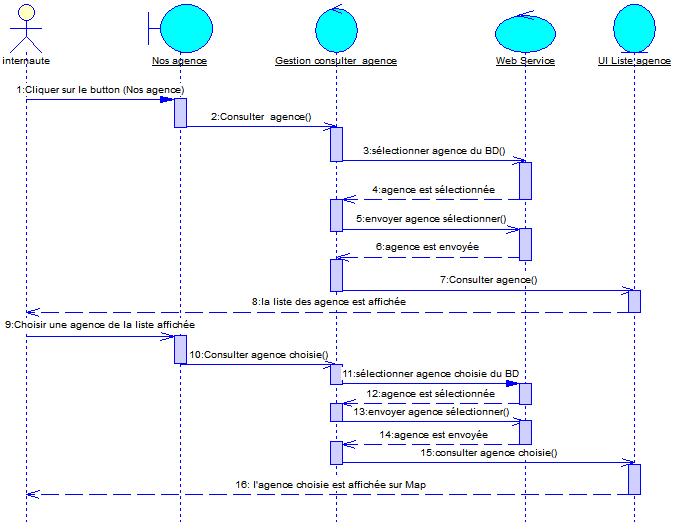 internaute
Nos agence
Gestion consulter agence
Web Service
UI Liste agence
1:Cliquer sur le button (Nos agence)
2:Consulter agence()
3:sélectionner agence du BD()
4:agence est sélectionnée
5:envoyer agence sélectionner()
6:agence est envoyée
7:Consulter agence()
8:la liste des agence est affichée
9:Choisir une agence de la liste affichée
10:Consulter agence choisie()
11:sélectionner agence choisie du BD
12:agence est sélectionnée
13:envoyer agence sélectionner()
14:agence est envoyée
15:consulter agence choisie()
16: l'agence choisie est affichée sur Map